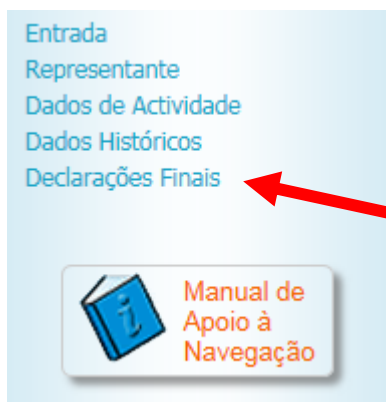 Entrada
Representante
Dados de Actividade
Dados Históricos
Declarações Finais
i
Manual de
Apoio à
Navegação